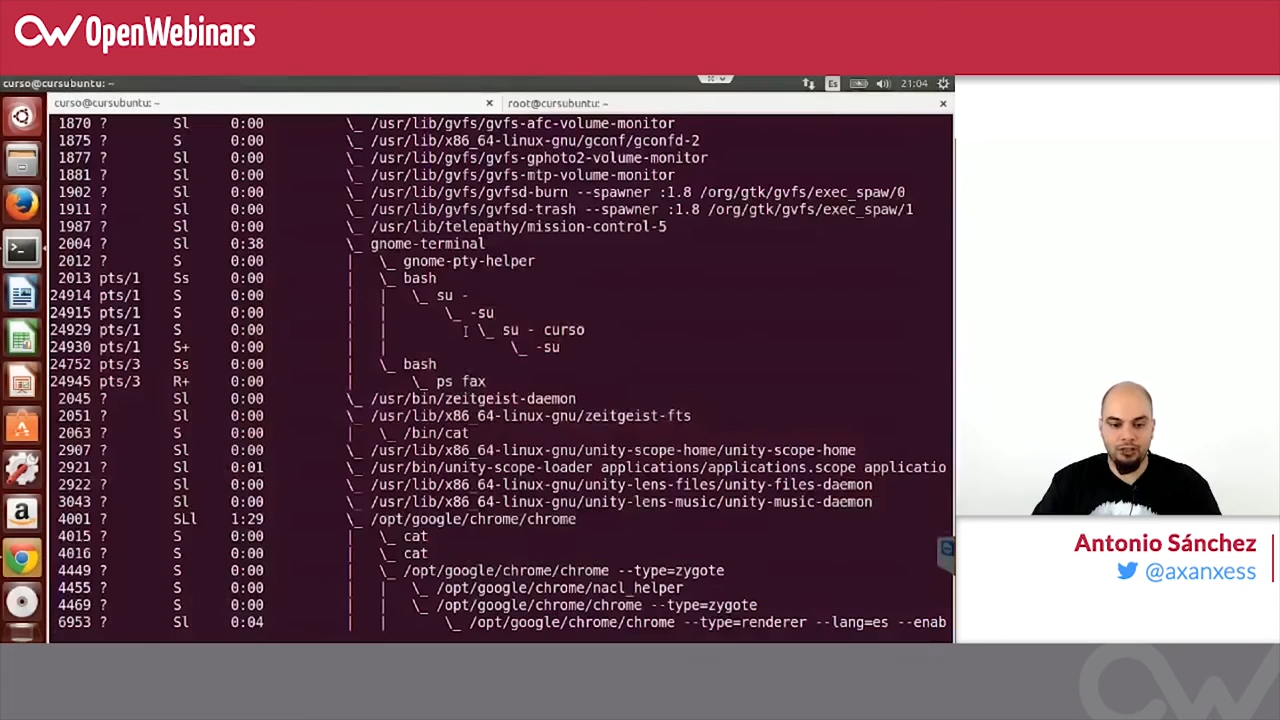 OpenWebinars
curso@cursubuntu: ~
Es
21:04
curso@cursubuntu: ~
root@cursubuntu: ~
1870 ? Sl 0:00 \_ /usr/lib/gvfs/gvfs-afc-volume-monitor
1875 ? S 0:00 \_ /usr/lib/x86_64-linux-gnu/gconf/gconfd-2
1877 ? Sl 0:00 \_ /usr/lib/gvfs/gvfs-gphoto2-volume-monitor
1881 ? Sl 0:00 \_ /usr/lib/gvfs/gvfs-mtp-volume-monitor
1902 ? Sl 0:00 \_ /usr/lib/gvfs/gvfsd-burn --spawner :1.8 /org/gtk/gvfs/exec_spaw/0
1911 ? Sl 0:00 \_ /usr/lib/gvfs/gvfsd-trash --spawner :1.8 /org/gtk/gvfs/exec_spaw/1
1987 ? Sl 0:00 \_ /usr/lib/telepathy/mission-control-5
2004 ? Sl 0:38 \_ gnome-terminal
2012 ? S 0:00 | \_ gnome-pty-helper
2013 pts/1 Ss 0:00 | \_ bash
24914 pts/1 S 0:00 | | \_ su -
24915 pts/1 S 0:00 | | \_ -su
24929 pts/1 S 0:00 | | \_ su - curso
24930 pts/1 S+ 0:00 | | \_ -su
24752 pts/3 Ss 0:00 | \_ bash
24945 pts/3 R+ 0:00 | \_ ps fax
2045 ? Sl 0:00 \_ /usr/bin/zeitgeist-daemon
2051 ? Sl 0:00 \_ /usr/lib/x86_64-linux-gnu/zeitgeist-fts
2063 ? S 0:00 | \_ /bin/cat
2907 ? Sl 0:00 \_ /usr/lib/x86_64-linux-gnu/unity-scope-home/unity-scope-home
2921 ? Sl 0:01 \_ /usr/bin/unity-scope-loader applications/applications.scope applicatio
2922 ? Sl 0:00 \_ /usr/lib/x86_64-linux-gnu/unity-lens-files/unity-files-daemon
3043 ? Sl 0:00 \_ /usr/lib/x86_64-linux-gnu/unity-lens-music/unity-music-daemon
4001 ? SLl 1:29 \_ /opt/google/chrome/chrome
4015 ? S 0:00 | \_ cat
4016 ? S 0:00 | \_ cat
4449 ? S 0:00 | \_ /opt/google/chrome/chrome --type=zygote
4455 ? S 0:00 | | \_ /opt/google/chrome/nacl_helper
4469 ? S 0:00 | | \_ /opt/google/chrome/chrome --type=zygote
6953 ? Sl 0:04 | | \_ /opt/google/chrome/chrome --type=renderer --lang=es --enab
Antonio Sánchez
@axanxess